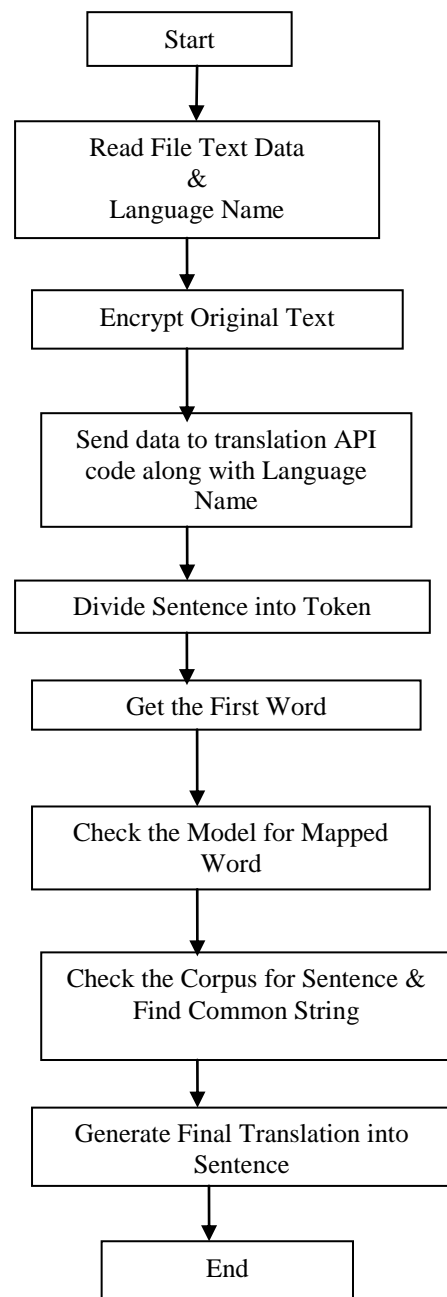 Start
Read File Text Data
&
Language Name
Encrypt Original Text
Send data to translation API
code along with Language
Name
Divide Sentence into Token
Get the First Word
Check the Model for Mapped
Word
Check the Corpus for Sentence &
Find Common String
Generate Final Translation into
Sentence
End